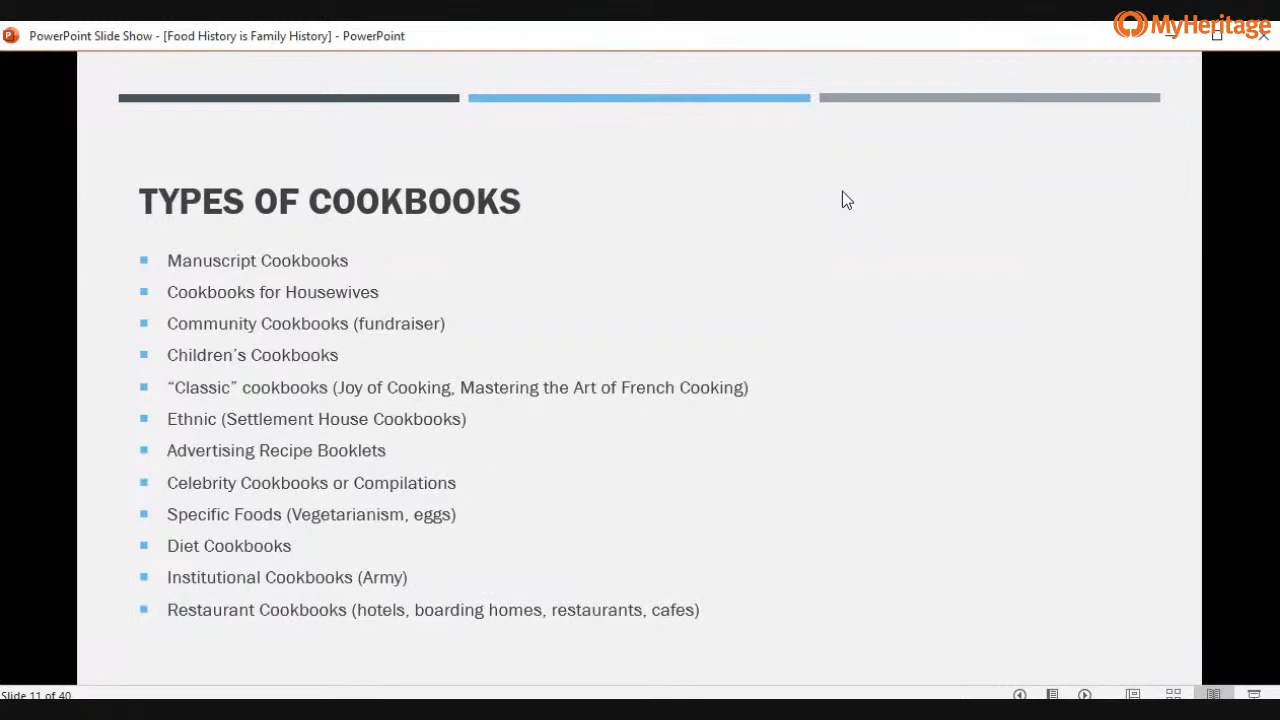 PowerPoint Slide Show - [Food History is Family History] - PowerPoint
MyHeritage
TYPES OF COOKBOOKS
Manuscript Cookbooks
Cookbooks for Housewives
Community Cookbooks (fundraiser)
Children's Cookbooks
“Classic” cookbooks (Joy of Cooking, Mastering the Art of French Cooking)
Ethnic (Settlement House Cookbooks)
Advertising Recipe Booklets
Celebrity Cookbooks or Compilations
Specific Foods (Vegetarianism, eggs)
Diet Cookbooks
Institutional Cookbooks (Army)
Restaurant Cookbooks (hotels, boarding homes, restaurants, cafes)
Slide 11 of 40